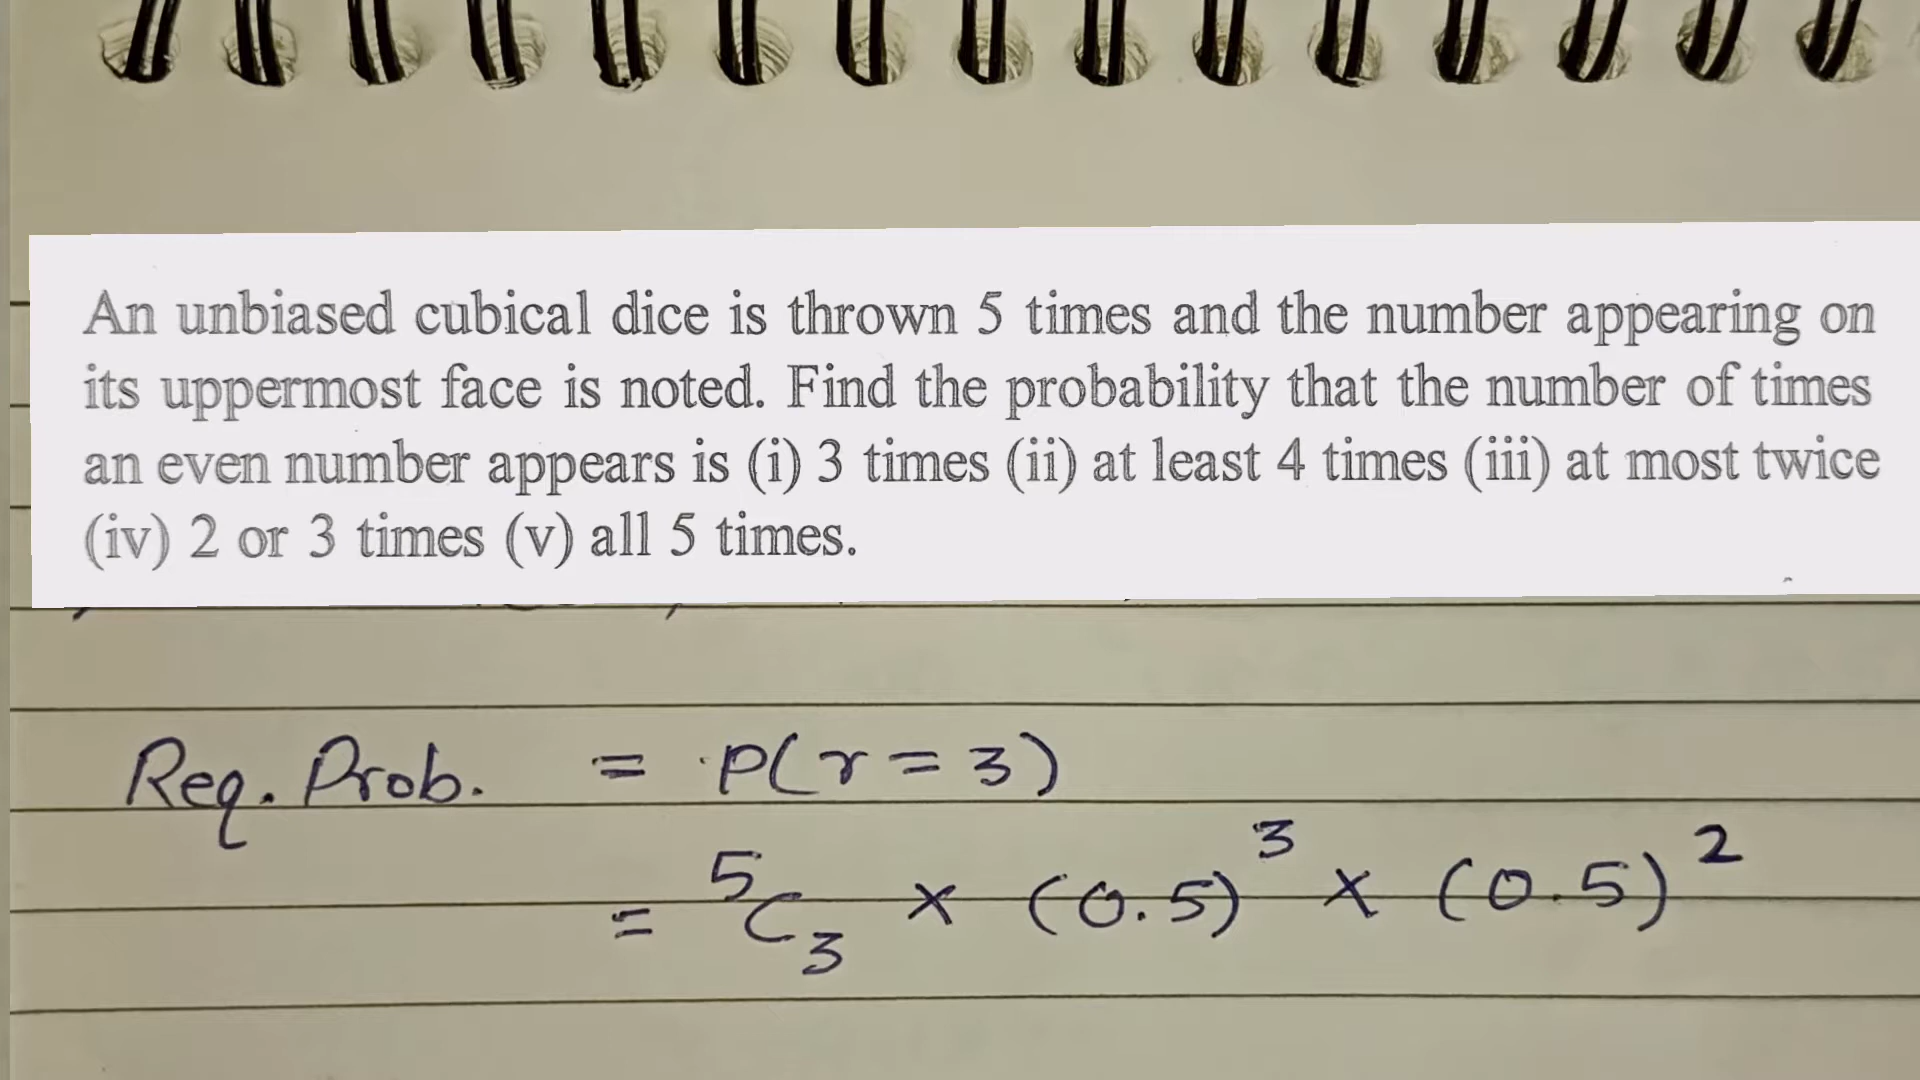 An unbiased cubical dice is thrown 5 times and the number appearing on
its uppermost face is noted. Find the probability that the number of times
an even number appears is (i) 3 times (ii) at least 4 times (iii) at most twice
(iv) 2 or 3 times (v) all 5 times.
Req. Prob. = P(r = 3)
= ⁵C₃ × (0.5)³ × (0.5)²